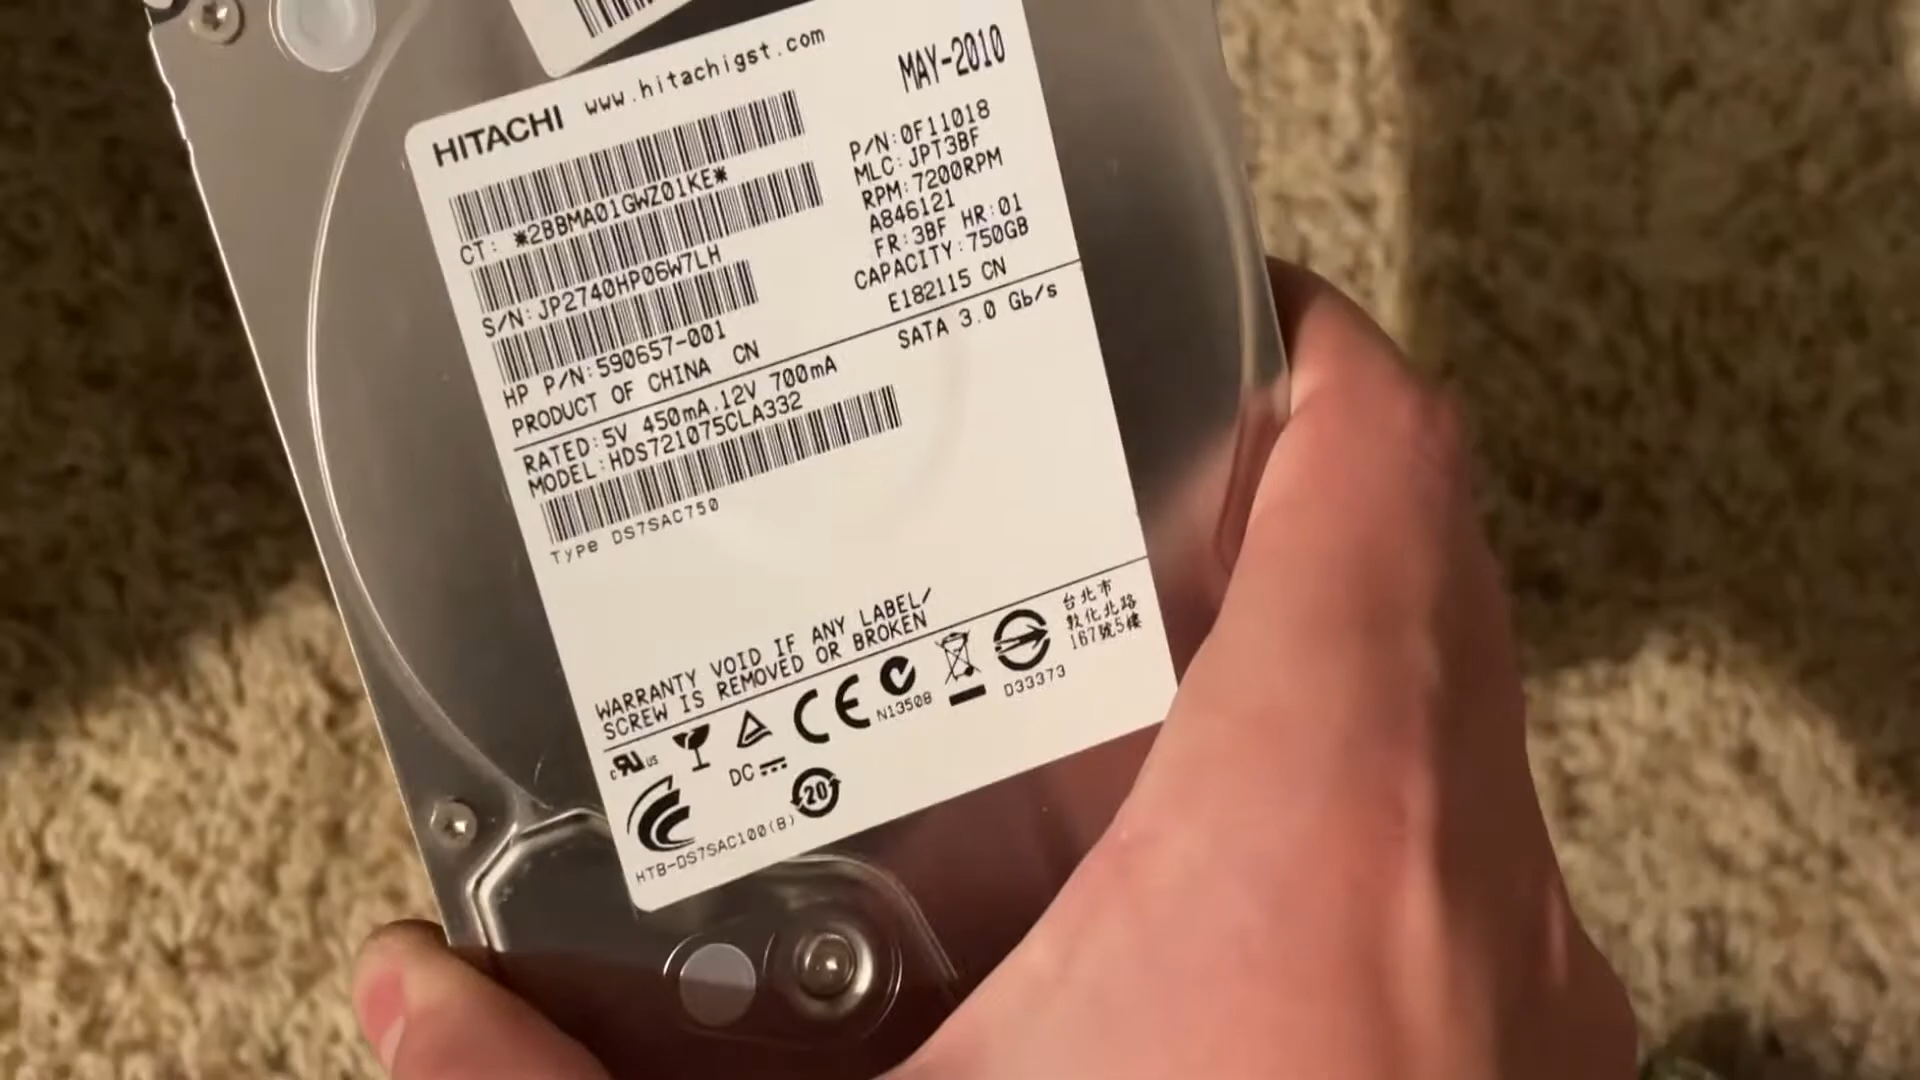 HITACHI www.hitachigst.com
MAY-2010
CT: *2BBMA01GWZ01KE*
S/N:JP2740HP06W7LH
HP P/N:590657-001
PRODUCT OF CHINA CN
P/N:0F11018
MLC:JPT3BF
RPM:7200RPM
A846121
FR:3BF HR:01
CAPACITY:750GB
E182115 CN
SATA 3.0 Gb/s
RATED:5V 450mA,12V 700mA
MODEL:HDS721075CLA332
Type DS7SAC750
WARRANTY VOID IF ANY LABEL/
SCREW IS REMOVED OR BROKEN
c RU US
DC
CE
N13508
D33373
台北市
敦化北路
167號5樓
20
HTB-DS7SAC100(B)